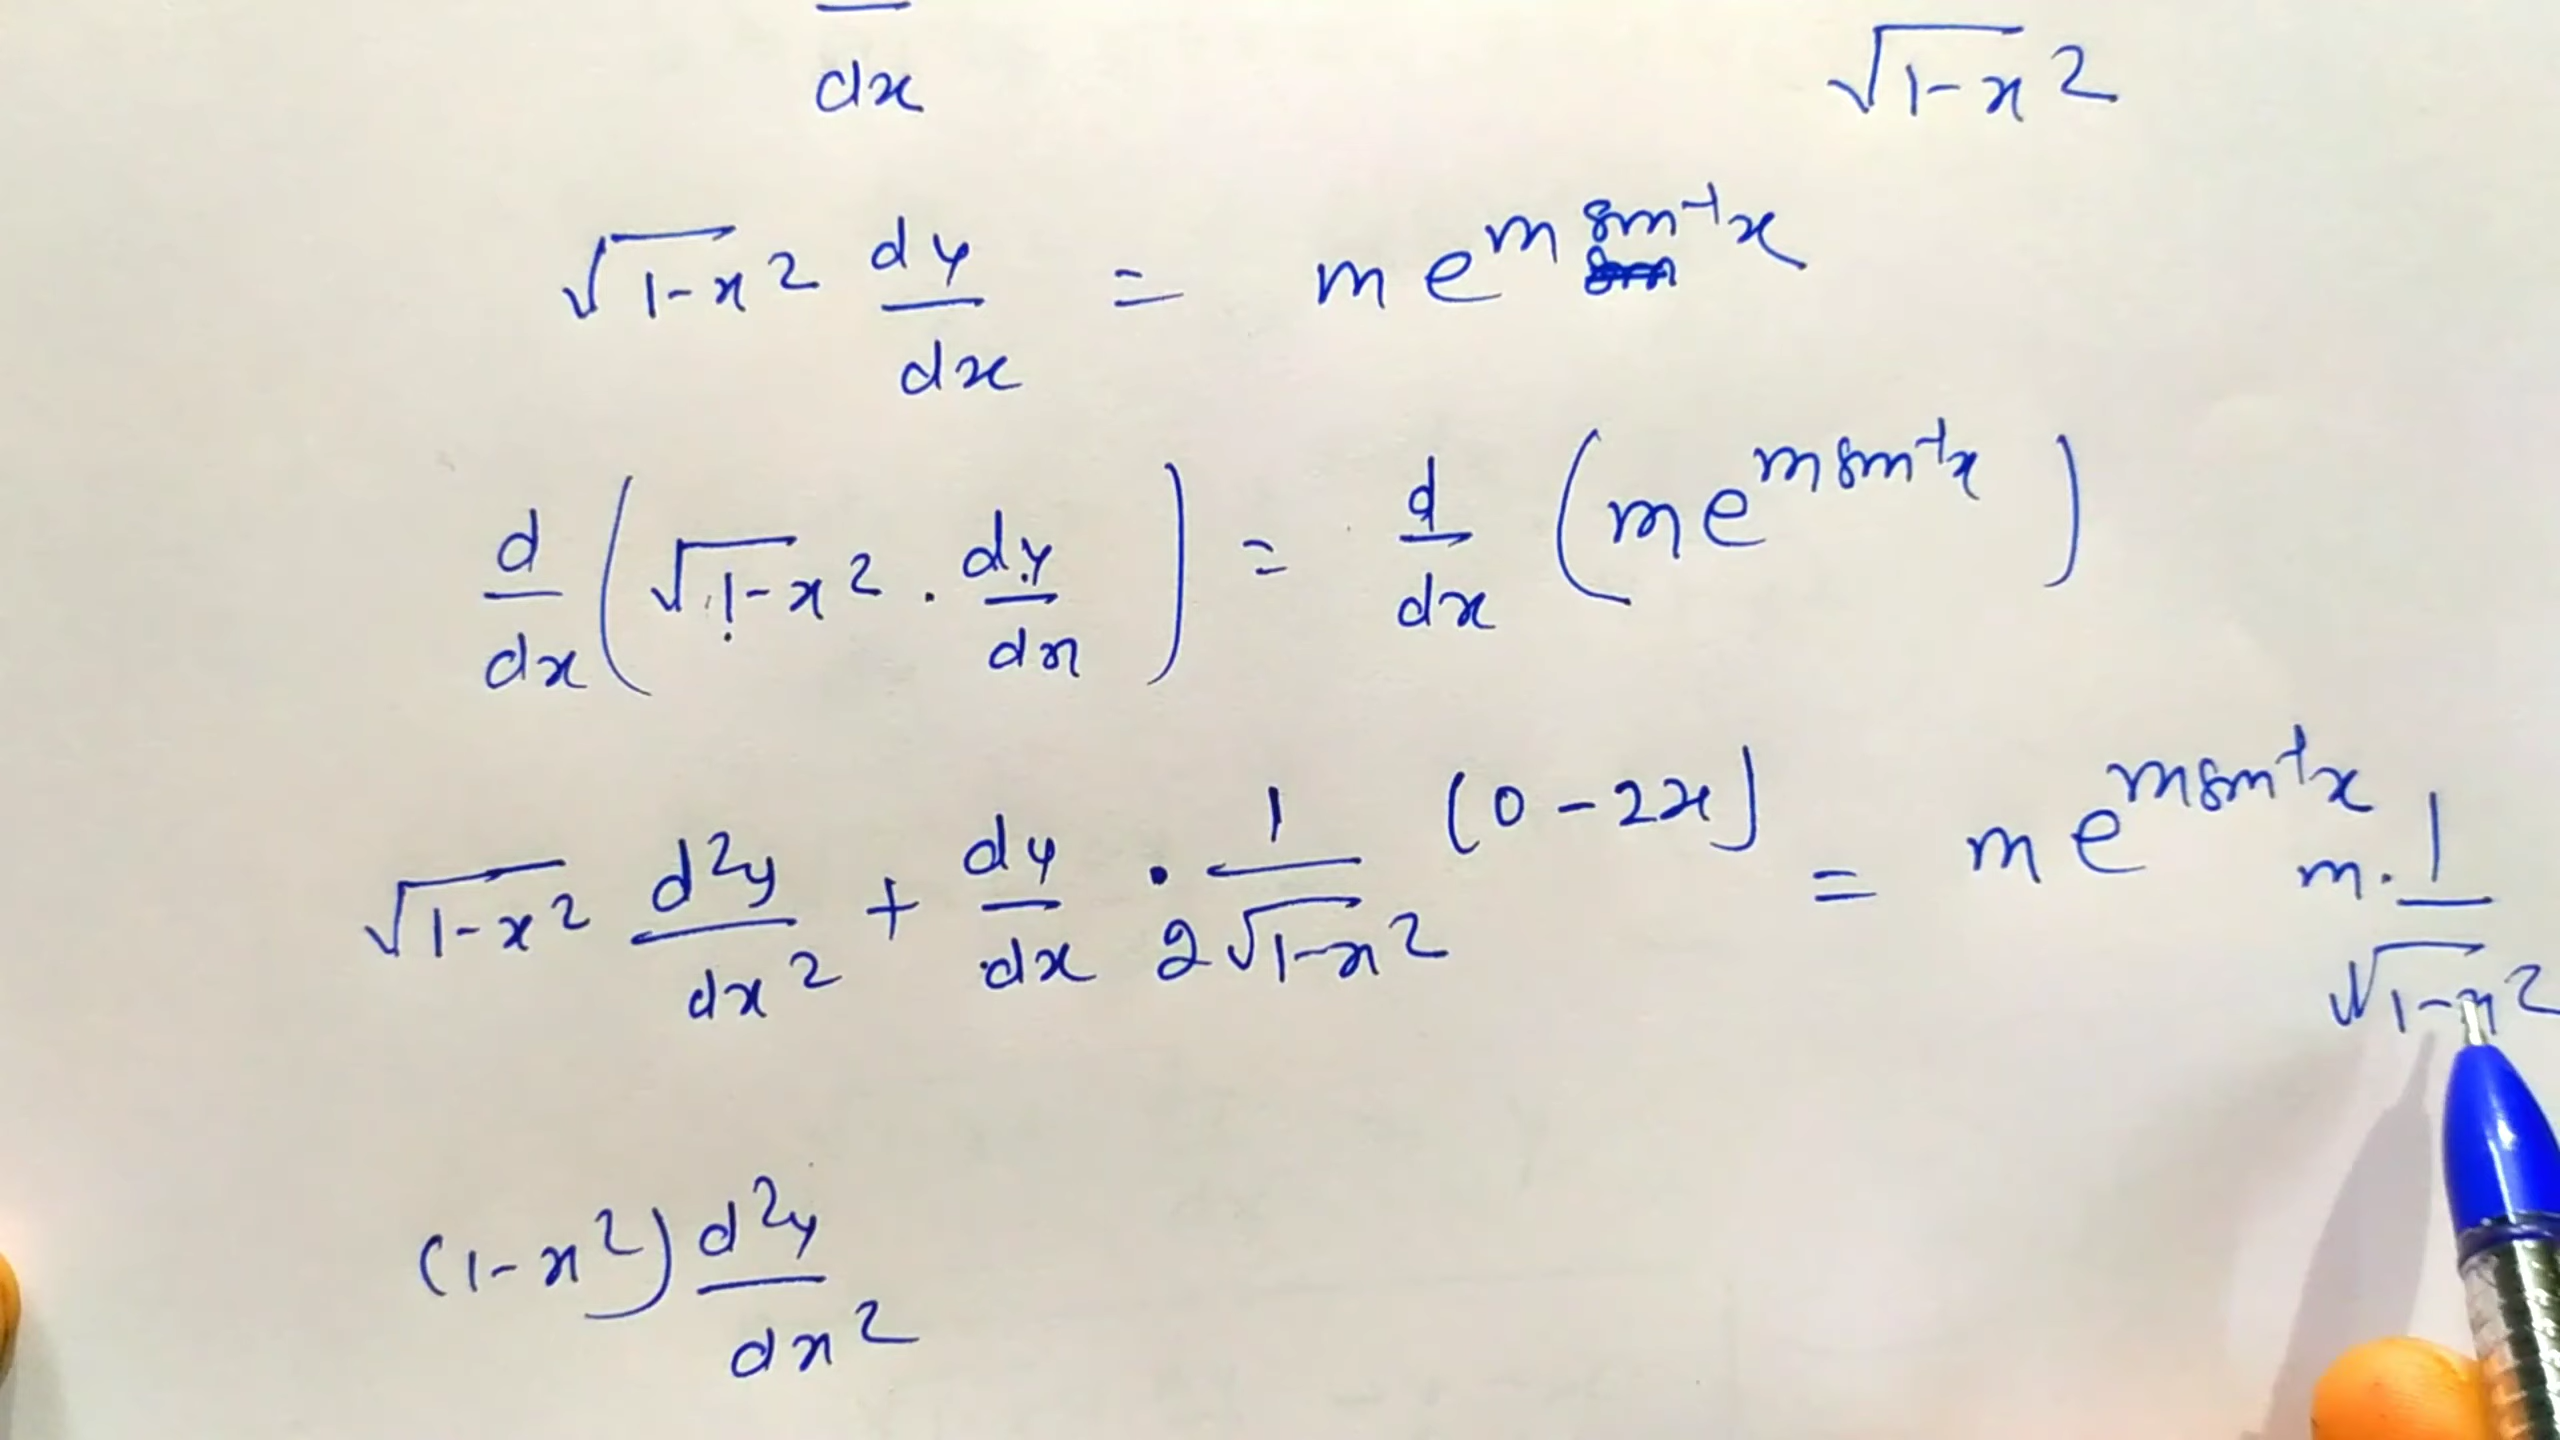 dx √1-x²
√1-x² dy/dx = m e^(m sin⁻¹x)
d/dx (√1-x² · dy/dx) = d/dx (m e^(m sin⁻¹x))
√1-x² d²y/dx² + dy/dx · 1/(2√1-x²) (0-2x) = m e^(m sin⁻¹x) m · 1/√1-x²
(1-x²) d²y/dx²